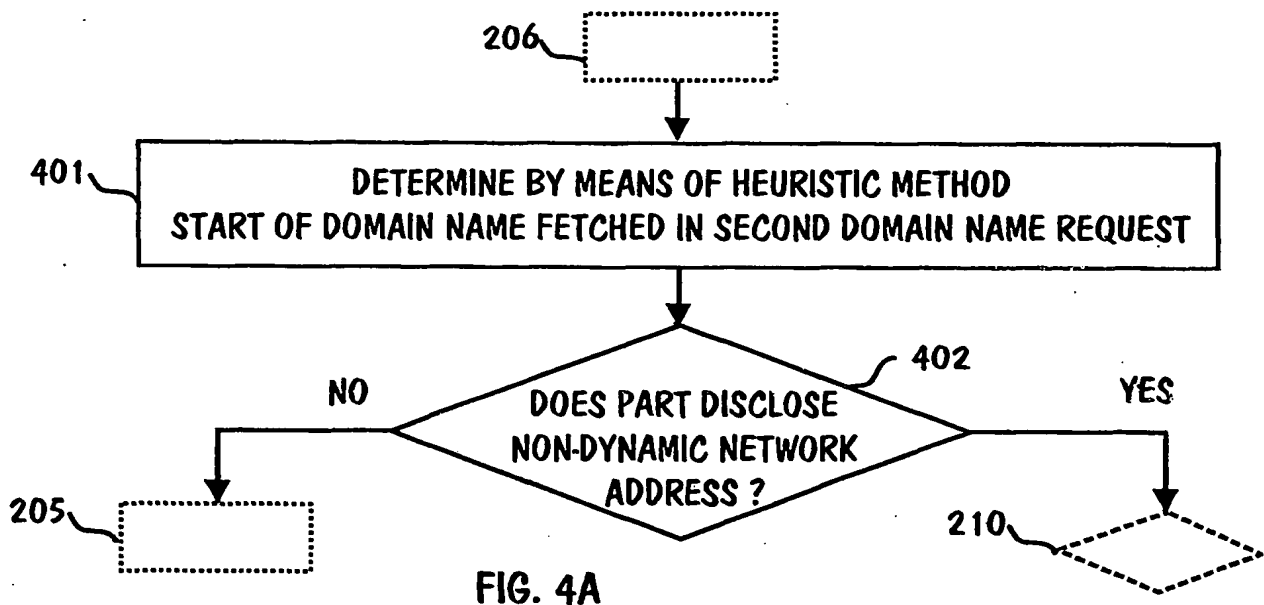 206
401
DETERMINE BY MEANS OF HEURISTIC METHOD
START OF DOMAIN NAME FETCHED IN SECOND DOMAIN NAME REQUEST
402
NO
YES
DOES PART DISCLOSE
NON-DYNAMIC NETWORK
ADDRESS ?
205
210
FIG. 4A